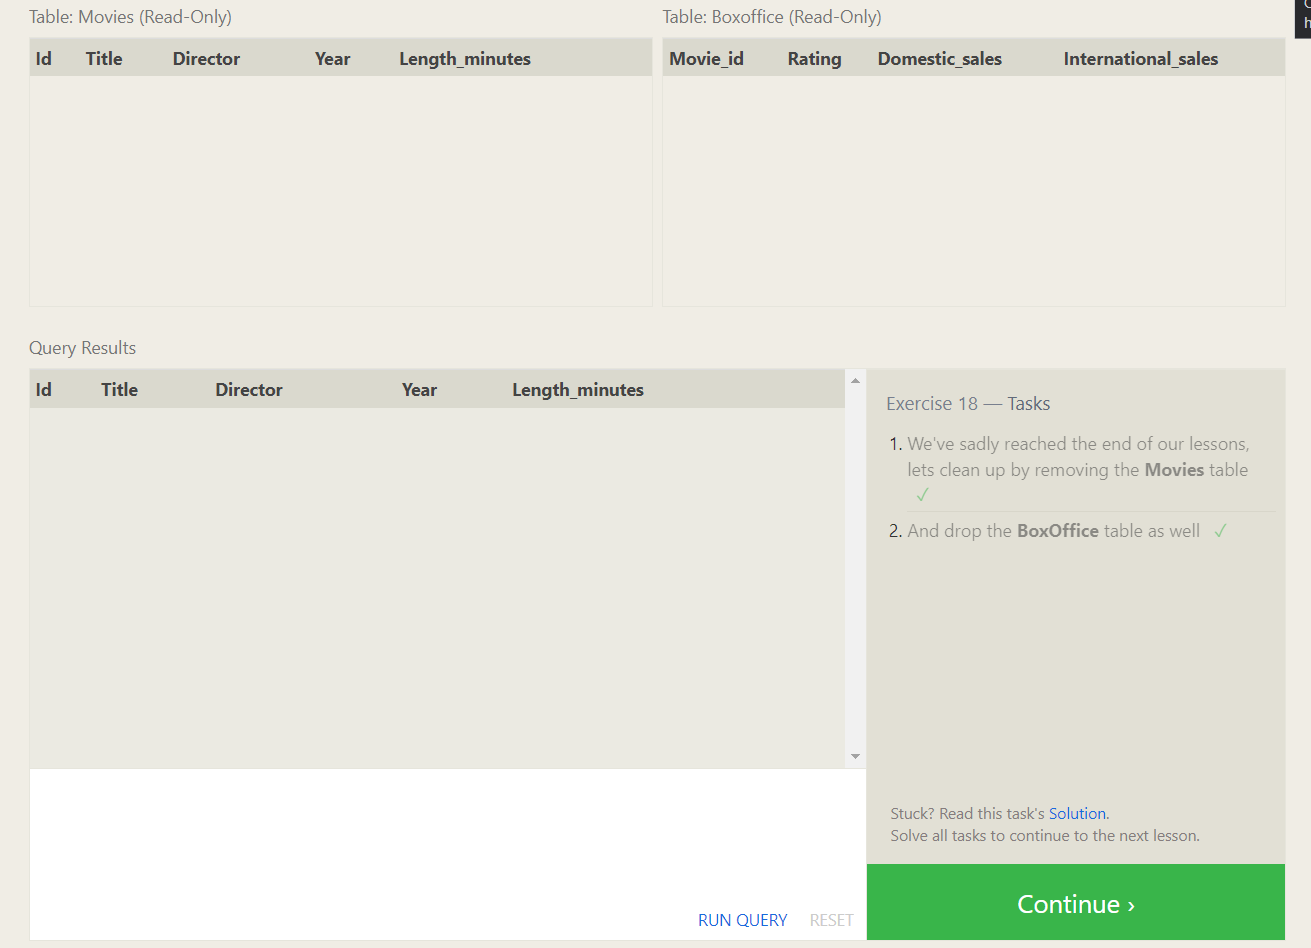 Table: Movies (Read-Only)
Id Title Director Year Length_minutes
Table: Boxoffice (Read-Only)
Movie_id Rating Domestic_sales International_sales
Query Results
Id Title Director Year Length_minutes
RUN QUERY RESET
Exercise 18 — Tasks
1. We've sadly reached the end of our lessons,
lets clean up by removing the Movies table
✓
2. And drop the BoxOffice table as well ✓
Stuck? Read this task's Solution.
Solve all tasks to continue to the next lesson.
Continue ›